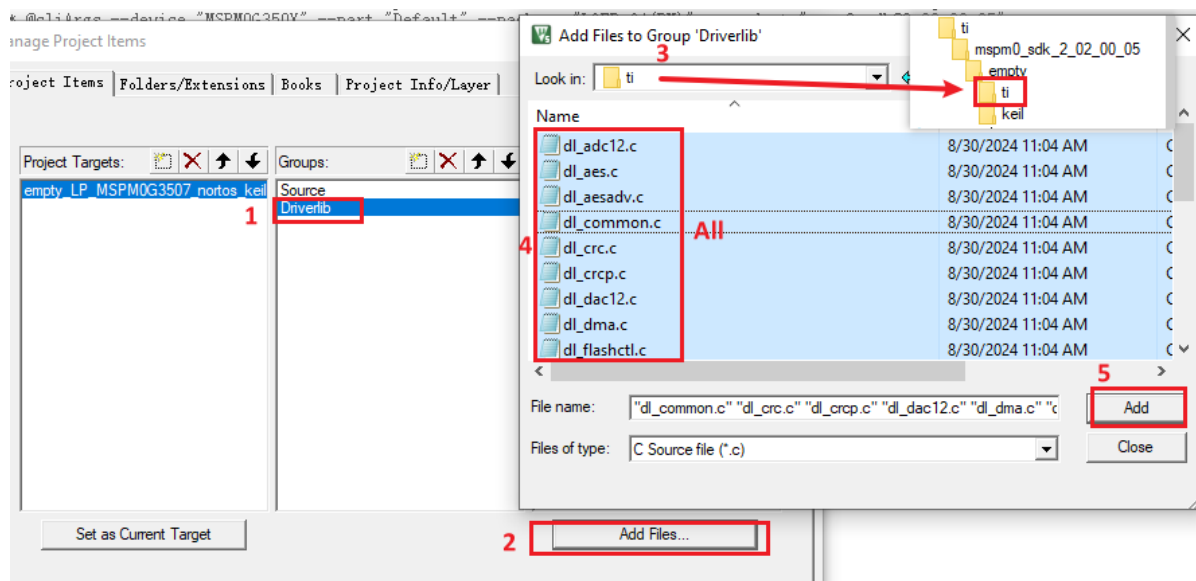 * @cliArgs --device "MSPM0G350X" --part "Default" --package
anage Project Items
roject Items
Folders/Extensions
Books
Project Info/Layer
Project Targets:
Groups:
empty_LP_MSPM0G3507_nortos_keil
Source
Driverlib
1
Set as Current Target
2
Add Files...
Add Files to Group 'Driverlib'
3
Look in:
ti
ti
mspm0_sdk_2_02_00_05
empty
ti
keil
Name
dl_adc12.c
8/30/2024 11:04 AM
dl_aes.c
8/30/2024 11:04 AM
dl_aesadv.c
8/30/2024 11:04 AM
dl_common.c
8/30/2024 11:04 AM
All
4
dl_crc.c
8/30/2024 11:04 AM
dl_crcp.c
8/30/2024 11:04 AM
dl_dac12.c
8/30/2024 11:04 AM
dl_dma.c
8/30/2024 11:04 AM
dl_flashctl.c
8/30/2024 11:04 AM
5
File name:
"dl_common.c" "dl_crc.c" "dl_crcp.c" "dl_dac12.c" "dl_dma.c" "c
Add
Files of type:
C Source file (*.c)
Close